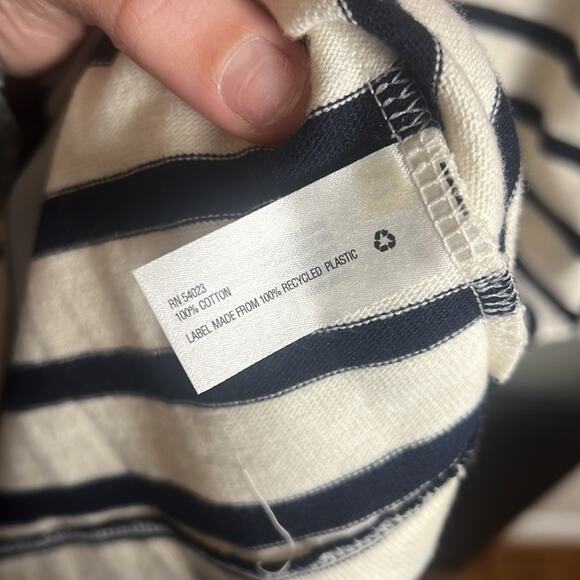 RN 54023
100% COTTON
LABEL MADE FROM 100% RECYCLED PLASTIC